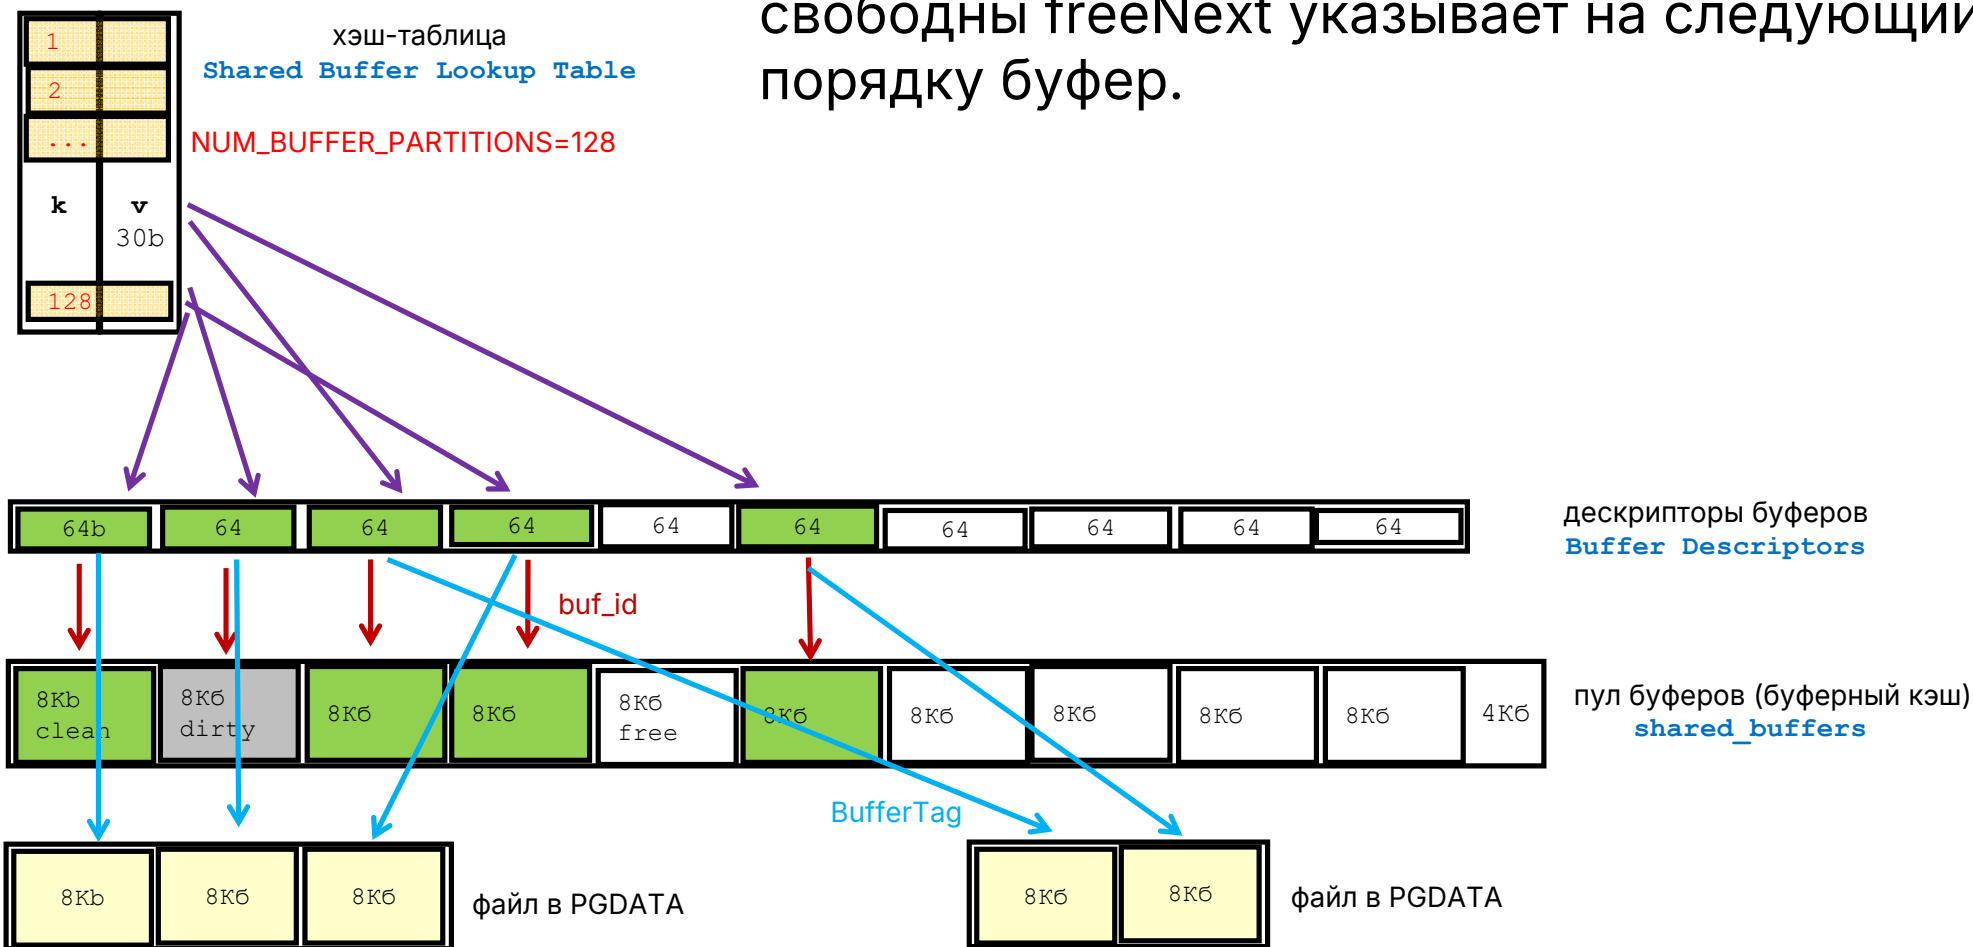 свободны freeNext указывает на следующий
порядку буфер.
хэш-таблица
Shared Buffer Lookup Table
NUM_BUFFER_PARTITIONS=128
1
2
...
k v
30b
128
64b 64 64 64 64 64 64 64 64 64
дескрипторы буферов
Buffer Descriptors
buf_id
8Kb
clean
8Кб
dirty
8Кб
8Кб
8Кб
free
8Кб
8Кб
8Кб
8Кб
8Кб
4Кб
пул буферов (буферный кэш)
shared_buffers
BufferTag
8Kb 8Кб 8Кб
файл в PGDATA
8Кб 8Кб
файл в PGDATA